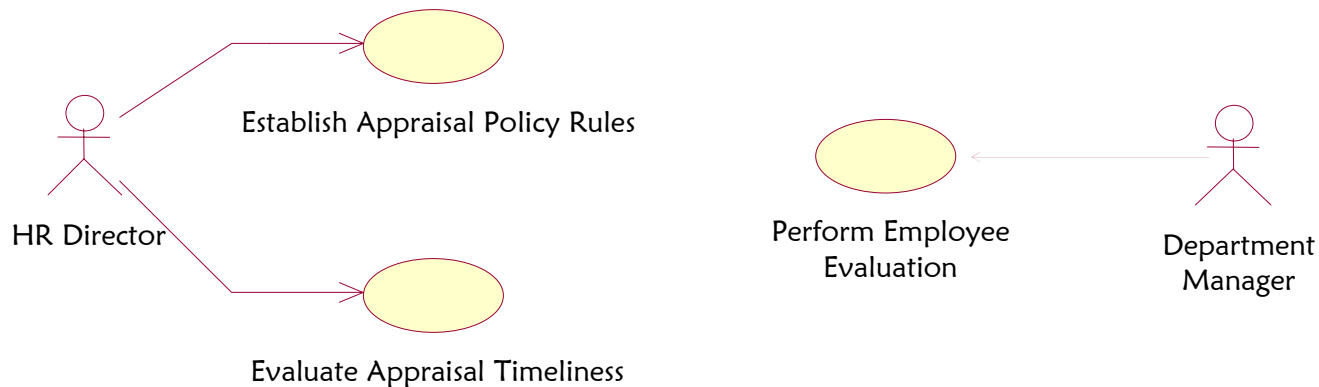 Establish Appraisal Policy Rules
HR Director
Evaluate Appraisal Timeliness
Perform Employee
Evaluation
Department
Manager